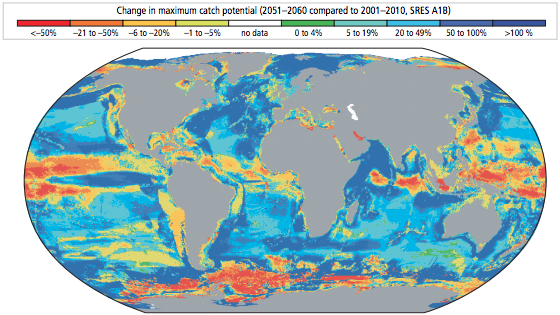 Change in maximum catch potential (2051–2060 compared to 2001–2010, SRES A1B)
<–50% –21 to –50% –6 to –20% –1 to –5% no data 0 to 4% 5 to 19% 20 to 49% 50 to 100% >100 %